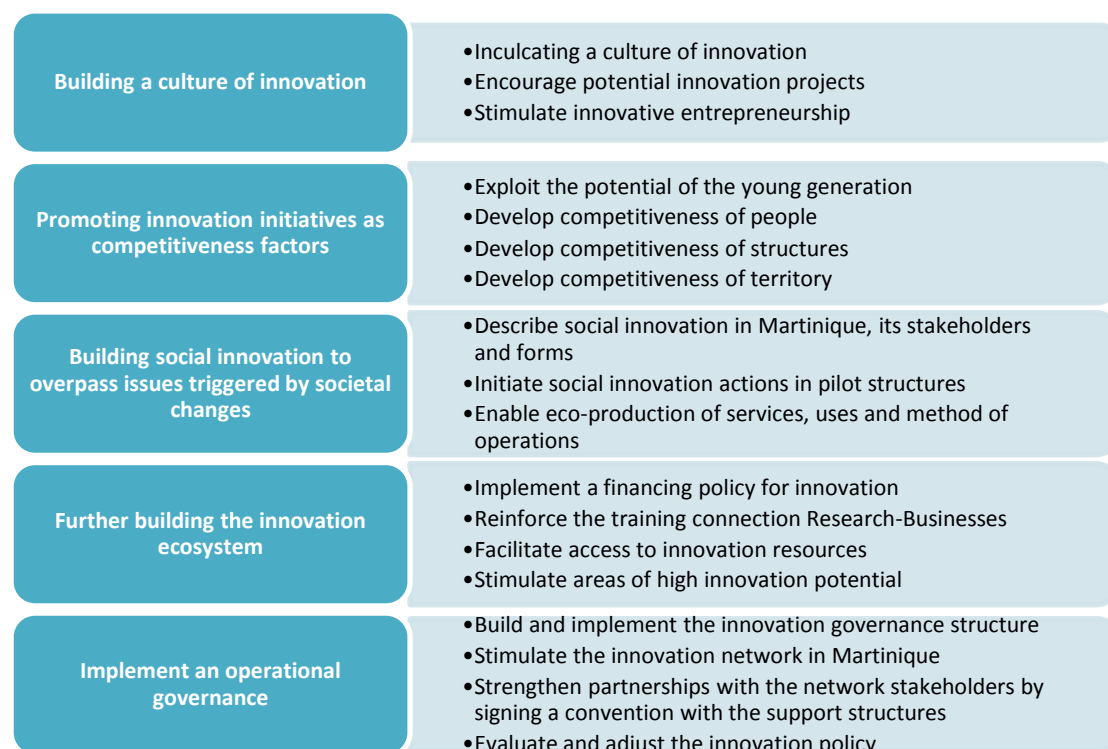 Building a culture of innovation
•Inculcating a culture of innovation
•Encourage potential innovation projects
•Stimulate innovative entrepreneurship
Promoting innovation initiatives as
competitiveness factors
•Exploit the potential of the young generation
•Develop competitiveness of people
•Develop competitiveness of structures
•Develop competitiveness of territory
Building social innovation to
overpass issues triggered by societal
changes
•Describe social innovation in Martinique, its stakeholders
and forms
•Initiate social innovation actions in pilot structures
•Enable eco-production of services, uses and method of
operations
Further building the innovation
ecosystem
•Implement a financing policy for innovation
•Reinforce the training connection Research-Businesses
•Facilitate access to innovation resources
•Stimulate areas of high innovation potential
Implement an operational
governance
•Build and implement the innovation governance structure
•Stimulate the innovation network in Martinique
•Strengthen partnerships with the network stakeholders by
signing a convention with the support structures
•Evaluate and adjust the innovation policy